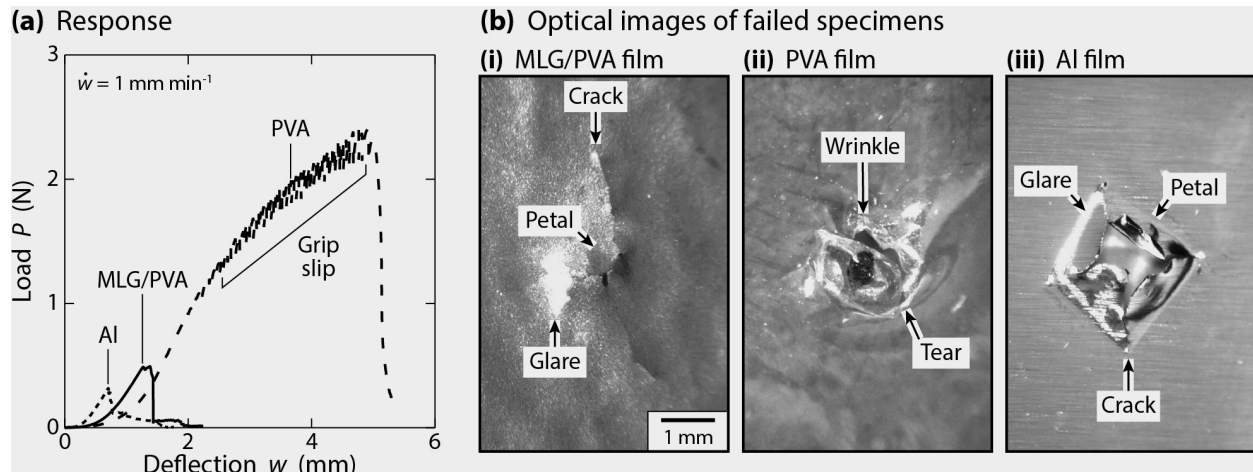 (a) Response
3
ẇ = 1 mm min⁻¹
PVA
2
Load P (N)
Grip
slip
MLG/PVA
1
Al
0
0
2
4
6
Deflection w (mm)
(b) Optical images of failed specimens
(i) MLG/PVA film
Crack
Petal
Glare
1 mm
(ii) PVA film
Wrinkle
Tear
(iii) Al film
Glare
Petal
Crack